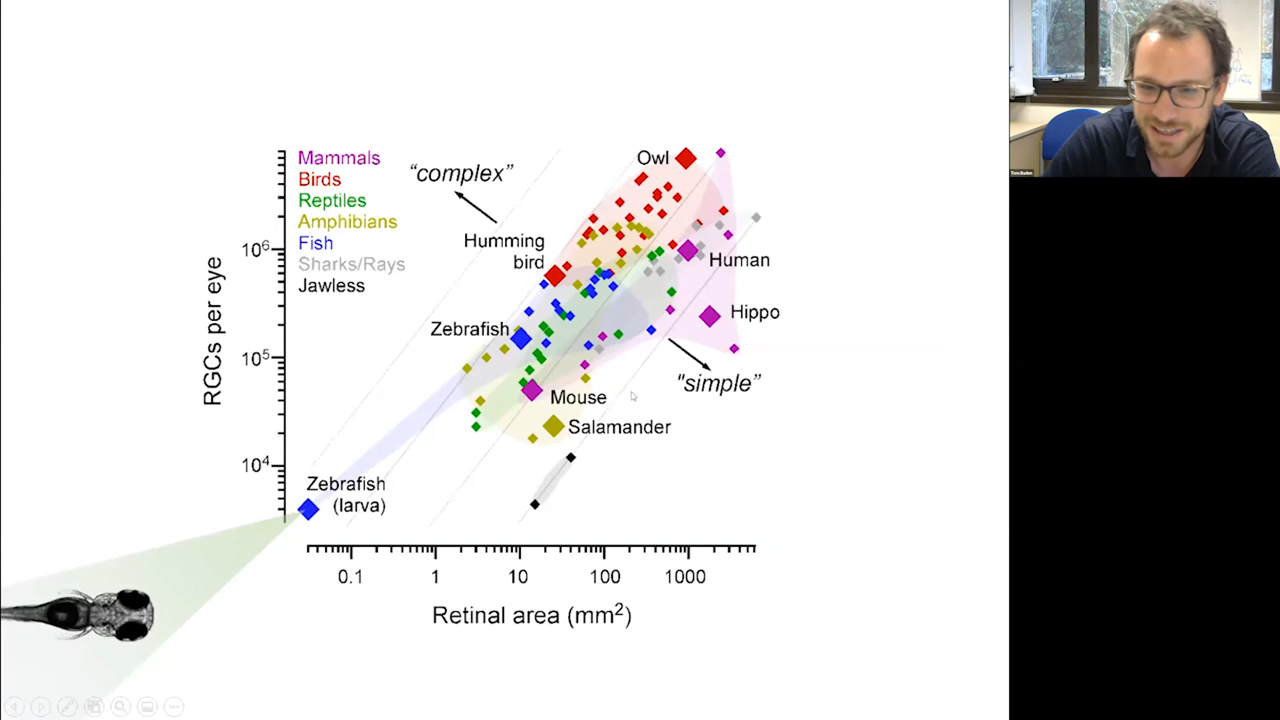 Mammals
Birds
Reptiles
Amphibians
Fish
Sharks/Rays
Jawless
“complex”
Owl
Humming
bird
Human
Hippo
Zebrafish
"simple”
Mouse
Salamander
Zebrafish
(larva)
RGCs per eye
10⁶
10⁵
10⁴
0.1
1
10
100
1000
Retinal area (mm²)